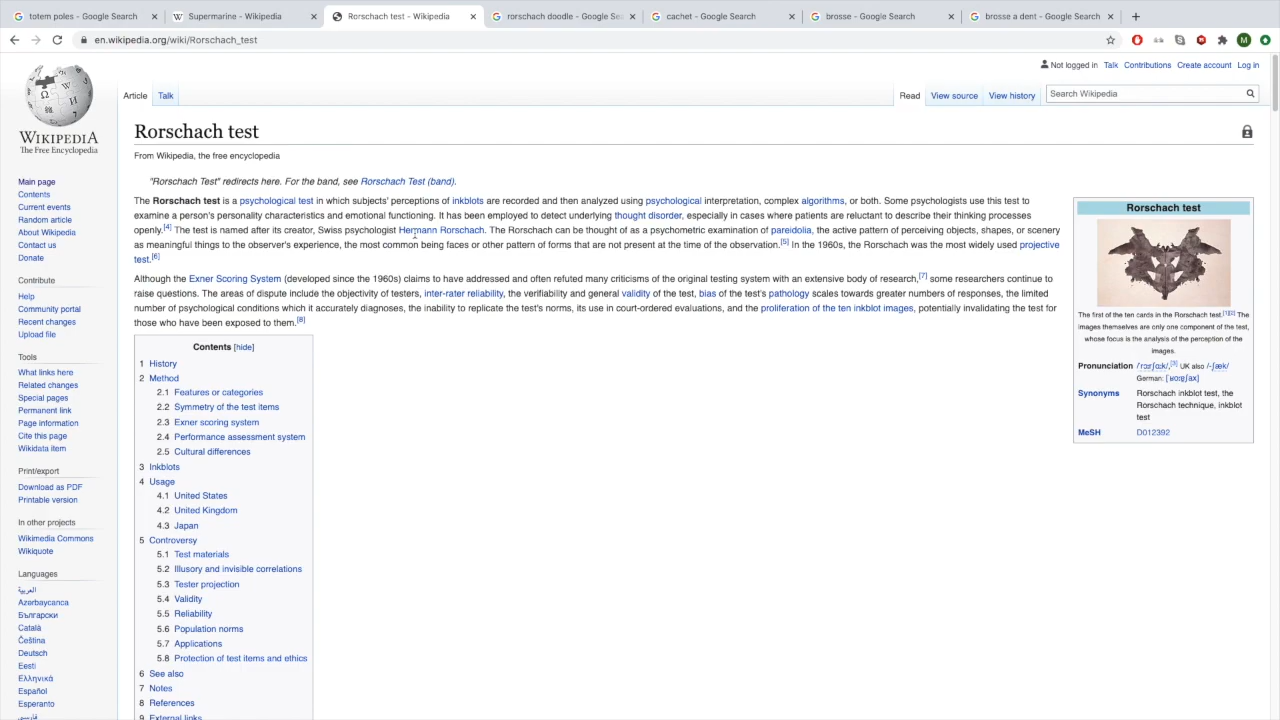 totem poles - Google Search
Supermarine - Wikipedia
Rorschach test - Wikipedia
rorschach doodle - Google Se
cachet - Google Search
brosse - Google Search
brosse a dent - Google Search
en.wikipedia.org/wiki/Rorschach_test
M
WIKIPEDIA
The Free Encyclopedia
Not logged in Talk Contributions Create account Log in
Article Talk
Read View source View history
Search Wikipedia
Main page
Contents
Current events
Random article
About Wikipedia
Contact us
Donate
Contribute
Help
Community portal
Recent changes
Upload file
Tools
What links here
Related changes
Special pages
Permanent link
Page information
Cite this page
Wikidata item
Print/export
Download as PDF
Printable version
In other projects
Wikimedia Commons
Wikiquote
Languages
العربية
Azərbaycanca
Български
Català
Čeština
Deutsch
Eesti
Ελληνικά
Español
Esperanto
فارسی
Rorschach test
From Wikipedia, the free encyclopedia
"Rorschach Test" redirects here. For the band, see Rorschach Test (band).
The Rorschach test is a psychological test in which subjects' perceptions of inkblots are recorded and then analyzed using psychological interpretation, complex algorithms, or both. Some psychologists use this test to
examine a person's personality characteristics and emotional functioning. It has been employed to detect underlying thought disorder, especially in cases where patients are reluctant to describe their thinking processes
openly.[4] The test is named after its creator, Swiss psychologist Hermann Rorschach. The Rorschach can be thought of as a psychometric examination of pareidolia, the active pattern of perceiving objects, shapes, or scenery
as meaningful things to the observer's experience, the most common being faces or other pattern of forms that are not present at the time of the observation.[5] In the 1960s, the Rorschach was the most widely used projective
test.[6]
Although the Exner Scoring System (developed since the 1960s) claims to have addressed and often refuted many criticisms of the original testing system with an extensive body of research,[7] some researchers continue to
raise questions. The areas of dispute include the objectivity of testers, inter-rater reliability, the verifiability and general validity of the test, bias of the test's pathology scales towards greater numbers of responses, the limited
number of psychological conditions which it accurately diagnoses, the inability to replicate the test's norms, its use in court-ordered evaluations, and the proliferation of the ten inkblot images, potentially invalidating the test for
those who have been exposed to them.[8]
Contents [hide]
1 History
2 Method
2.1 Features or categories
2.2 Symmetry of the test items
2.3 Exner scoring system
2.4 Performance assessment system
2.5 Cultural differences
3 Inkblots
4 Usage
4.1 United States
4.2 United Kingdom
4.3 Japan
5 Controversy
5.1 Test materials
5.2 Illusory and invisible correlations
5.3 Tester projection
5.4 Validity
5.5 Reliability
5.6 Population norms
5.7 Applications
5.8 Protection of test items and ethics
6 See also
7 Notes
8 References
9 External links
Rorschach test
The first of the ten cards in the Rorschach test.[1][2] The
images themselves are only one component of the test,
whose focus is the analysis of the perception of the
images.
Pronunciation /ˈrɔːrʃɑːk/,[3] UK also /-ʃæk/
German: [ˈʁoːɐ̯ʃax]
Synonyms Rorschach inkblot test, the
Rorschach technique, inkblot
test
MeSH D012392